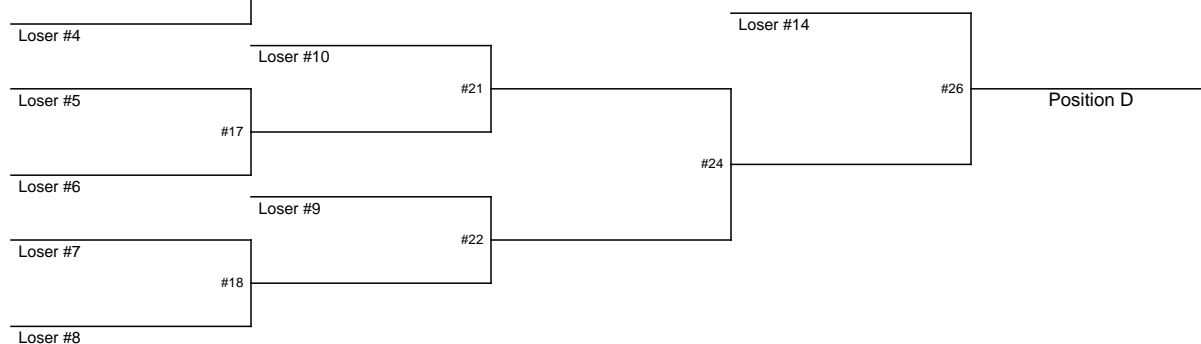 Loser #14
Loser #4
Loser #10
#21
#26
Loser #5
Position D
#17
#24
Loser #6
Loser #9
#22
Loser #7
#18
Loser #8